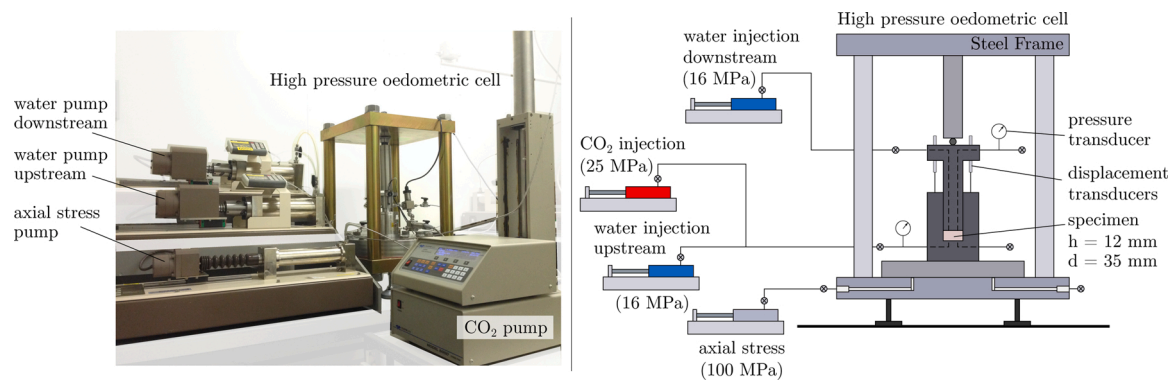 High pressure oedometric cell
water pump
downstream
water pump
upstream
axial stress
pump
CO₂ pump
High pressure oedometric cell
Steel Frame
water injection
downstream
(16 MPa)
CO₂ injection
(25 MPa)
water injection
upstream
(16 MPa)
axial stress
(100 MPa)
pressure
transducer
displacement
transducers
specimen
h = 12 mm
d = 35 mm